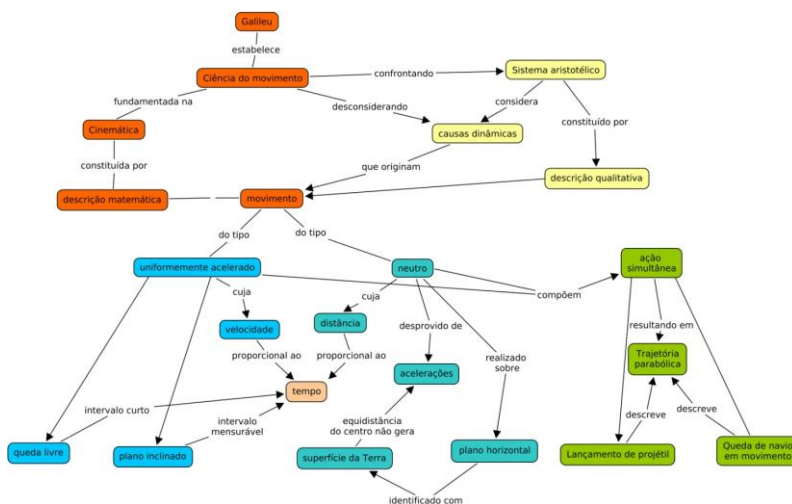 Galileu
estabelece
Ciência do movimento
confrontando
Sistema aristotélico
fundamentada na
desconsiderando
considera
Cinemática
causas dinâmicas
constituído por
constituída por
que originam
descrição qualitativa
descrição matemática
movimento
do tipo
do tipo
uniformemente acelerado
neutro
ação
simultânea
cuja
cuja
compõem
velocidade
distância
desprovido de
resultando em
proporcional ao
proporcional ao
realizado
sobre
Trajetória
parabólica
tempo
acelerações
intervalo curto
intervalo
mensurável
equidistância
do centro não gera
descreve
descreve
queda livre
plano inclinado
superfície da Terra
plano horizontal
Lançamento de projétil
Queda de navio
em movimento
identificado com